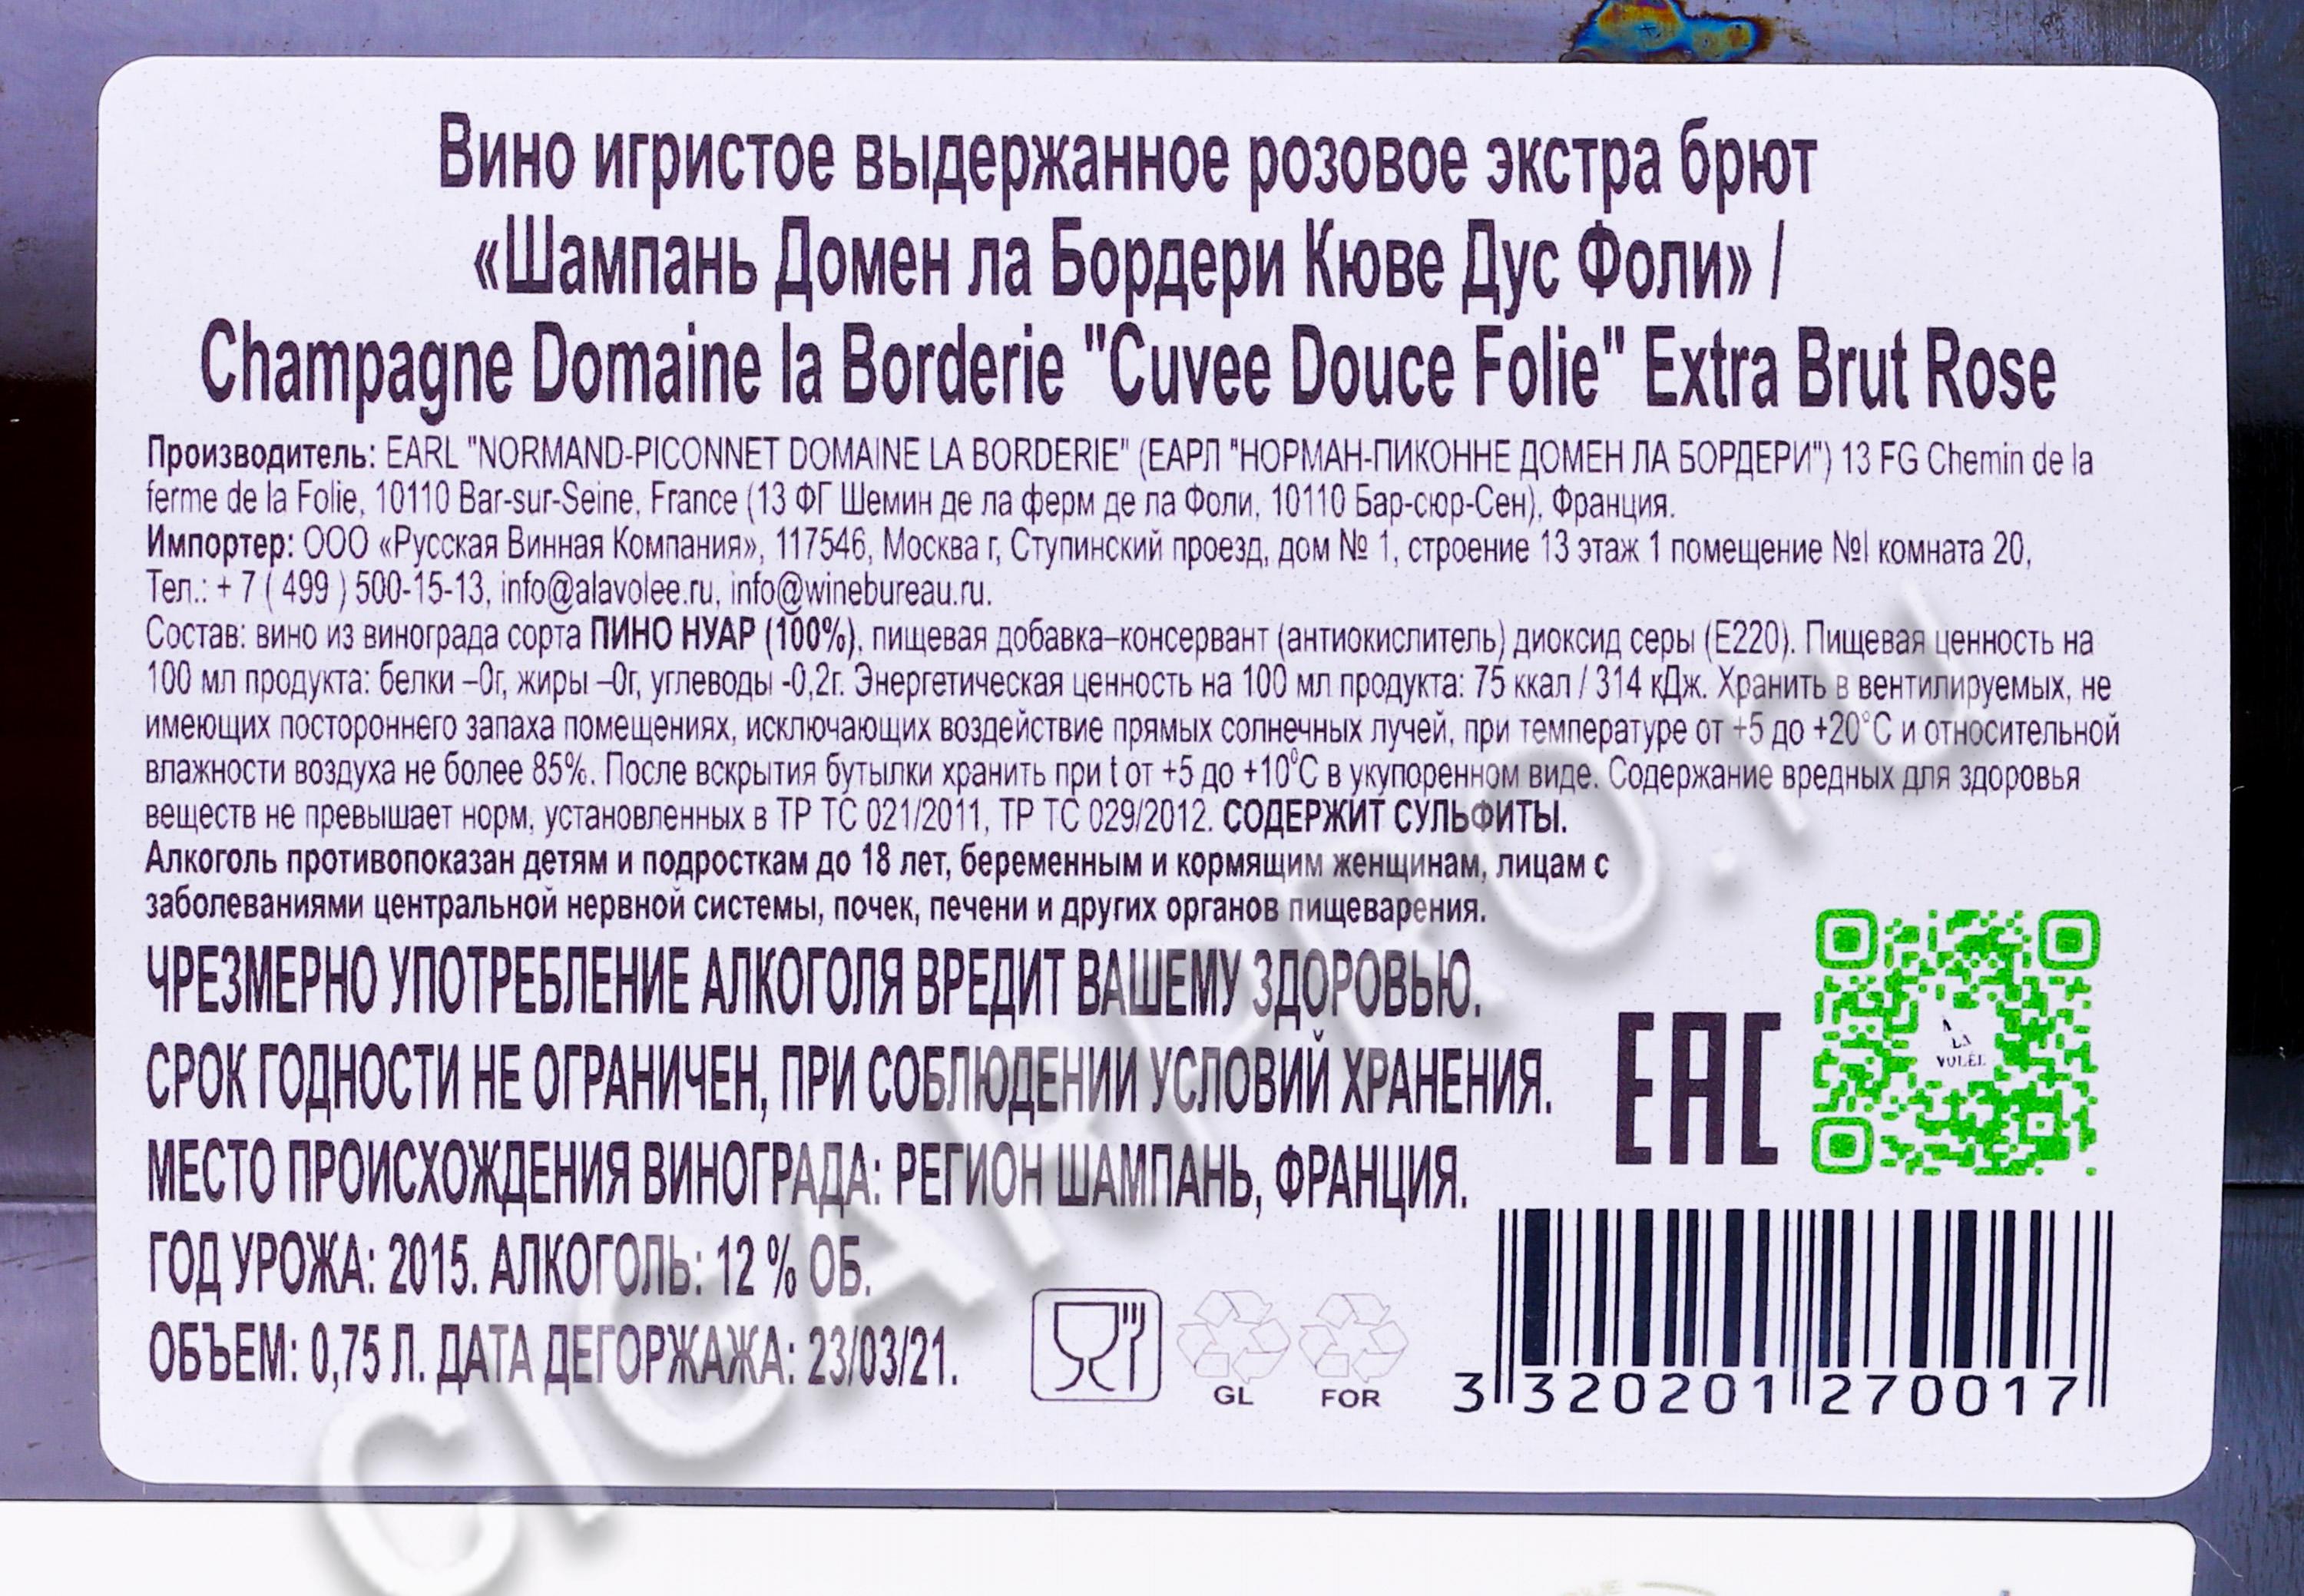 Вино игристое выдержанное розовое экстра брют
«Шампань Домен ла Бордери Кюве Дус Фоли» /
Champagne Domaine la Borderie "Cuvee Douce Folie" Extra Brut Rose
Производитель: EARL "NORMAND-PICONNET DOMAINE LA BORDERIE" (ЕАРЛ "НОРМАН-ПИКОННЕ ДОМЕН ЛА БОРДЕРИ") 13 FG Chemin de la
ferme de la Folie, 10110 Bar-sur-Seine, France (13 ФГ Шемин де ла ферм де ла Фоли, 10110 Бар-сюр-Сен), Франция.
Импортер: ООО «Русская Винная Компания», 117546, Москва г, Ступинский проезд, дом № 1, строение 13 этаж 1 помещение №I комната 20,
Тел.: + 7 ( 499 ) 500-15-13, info@alavolee.ru, info@winebureau.ru.
Состав: вино из винограда сорта ПИНО НУАР (100%), пищевая добавка–консервант (антиокислитель) диоксид серы (Е220). Пищевая ценность на
100 мл продукта: белки –0г, жиры –0г, углеводы -0,2г. Энергетическая ценность на 100 мл продукта: 75 ккал / 314 кДж. Хранить в вентилируемых, не
имеющих постороннего запаха помещениях, исключающих воздействие прямых солнечных лучей, при температуре от +5 до +20°С и относительной
влажности воздуха не более 85%. После вскрытия бутылки хранить при t от +5 до +10⁰С в укупоренном виде. Содержание вредных для здоровья
веществ не превышает норм, установленных в ТР ТС 021/2011, ТР ТС 029/2012. СОДЕРЖИТ СУЛЬФИТЫ.
Алкоголь противопоказан детям и подросткам до 18 лет, беременным и кормящим женщинам, лицам с
заболеваниями центральной нервной системы, почек, печени и других органов пищеварения.
ЧРЕЗМЕРНО УПОТРЕБЛЕНИЕ АЛКОГОЛЯ ВРЕДИТ ВАШЕМУ ЗДОРОВЬЮ.
СРОК ГОДНОСТИ НЕ ОГРАНИЧЕН, ПРИ СОБЛЮДЕНИИ УСЛОВИЙ ХРАНЕНИЯ.
МЕСТО ПРОИСХОЖДЕНИЯ ВИНОГРАДА: РЕГИОН ШАМПАНЬ, ФРАНЦИЯ.
ГОД УРОЖА: 2015. АЛКОГОЛЬ: 12 % ОБ.
ОБЪЕМ: 0,75 Л. ДАТА ДЕГОРЖАЖА: 23/03/21.
GL
FOR
EAC
A
LA
VOLÉE
3 320201 270017
CIGARPRO.ru